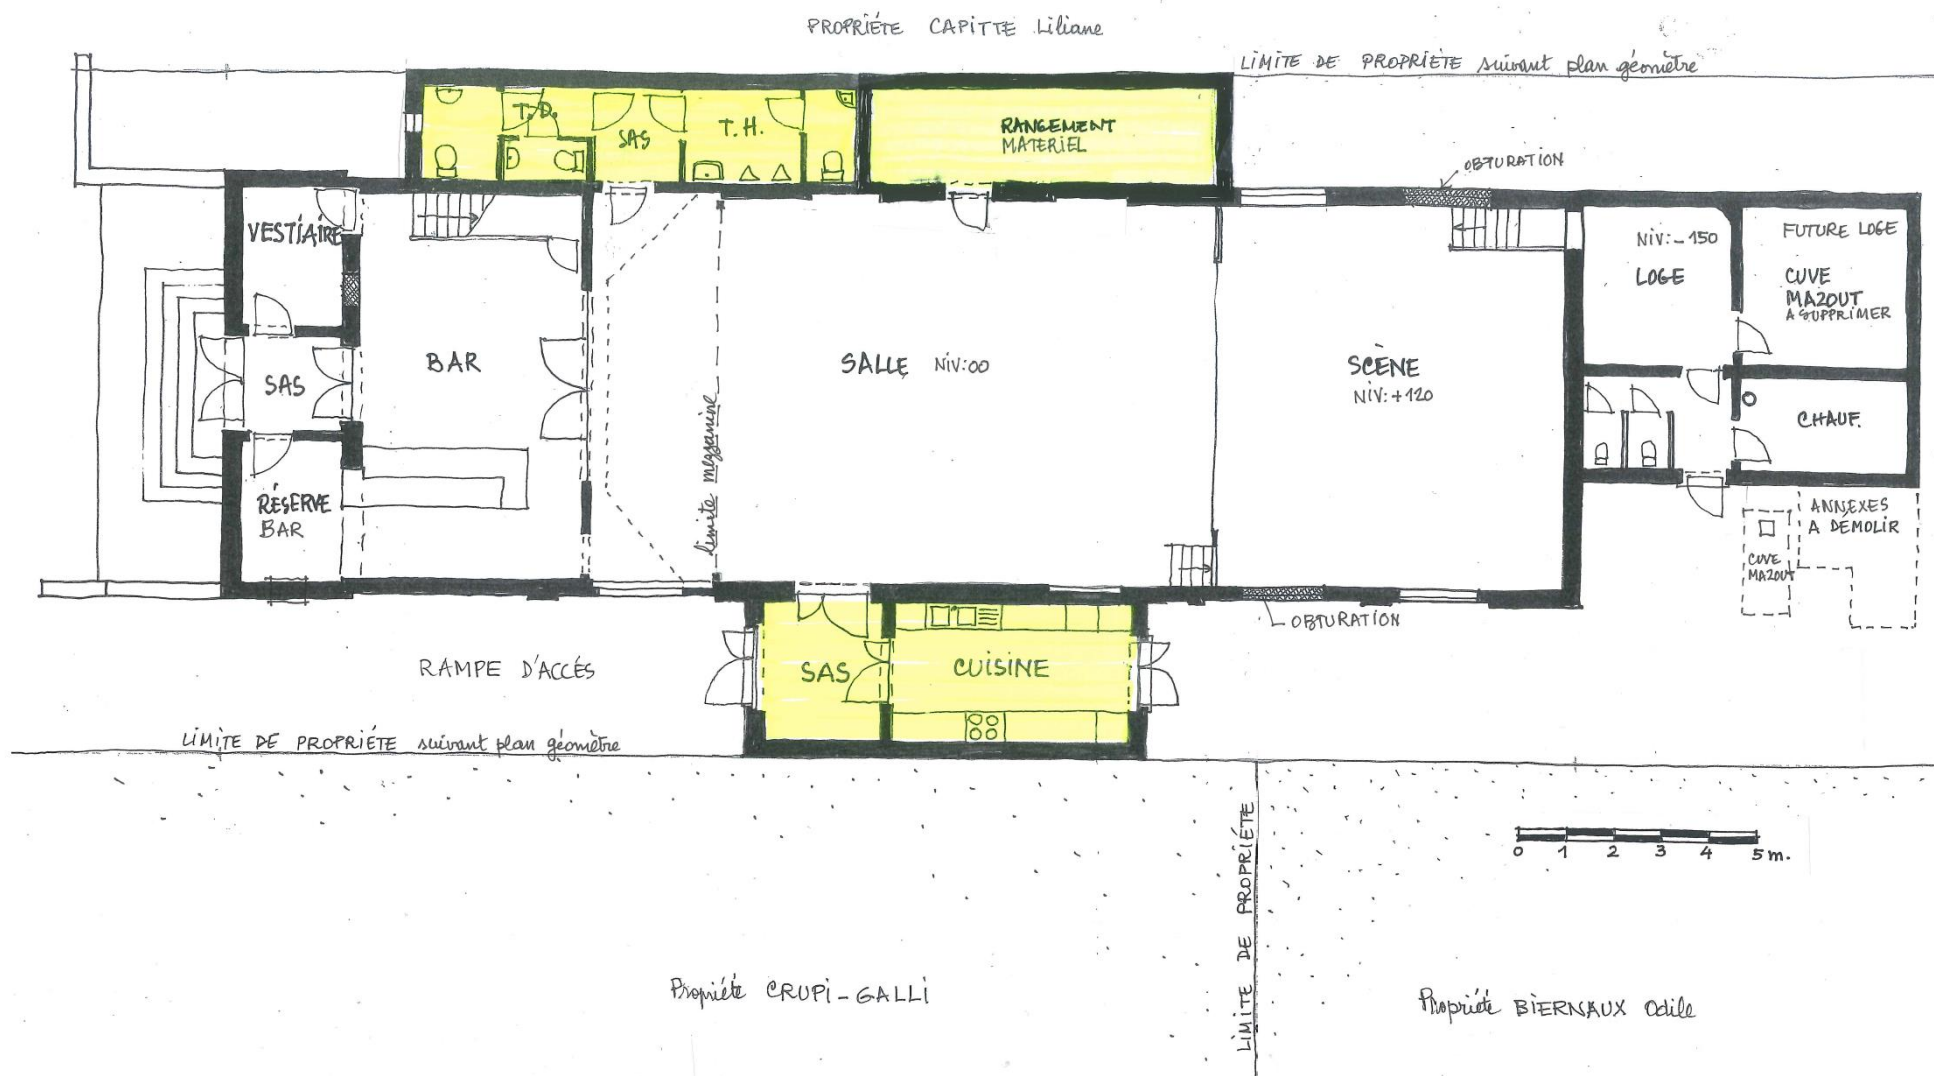 PROPRIÉTE CAPITTE Liliane
LIMITE DE PROPRIÉTE suivant plan géomètre
T.D.
SAS
T.H.
RANGEMENT
MATERIEL
OBTURATION
VESTIAIRE
NIV:-150
LOGE
FUTURE LOGE
CUVE
MAZOUT
A SUPPRIMER
SAS
BAR
limite mezzanine
SALLE NIV:00
SCÈNE
NIV:+120
CHAUF.
RÉSERVE
BAR
ANNEXES
A DÉMOLIR
CUVE
MAZOUT
OBTURATION
RAMPE D'ACCÈS
SAS
CUISINE
LIMITE DE PROPRIÉTE suivant plan géomètre
LIMITE DE PROPRIÉTE
0 1 2 3 4 5 m.
Propriété CRUPI-GALLI
Propriété BIERNAUX Odile